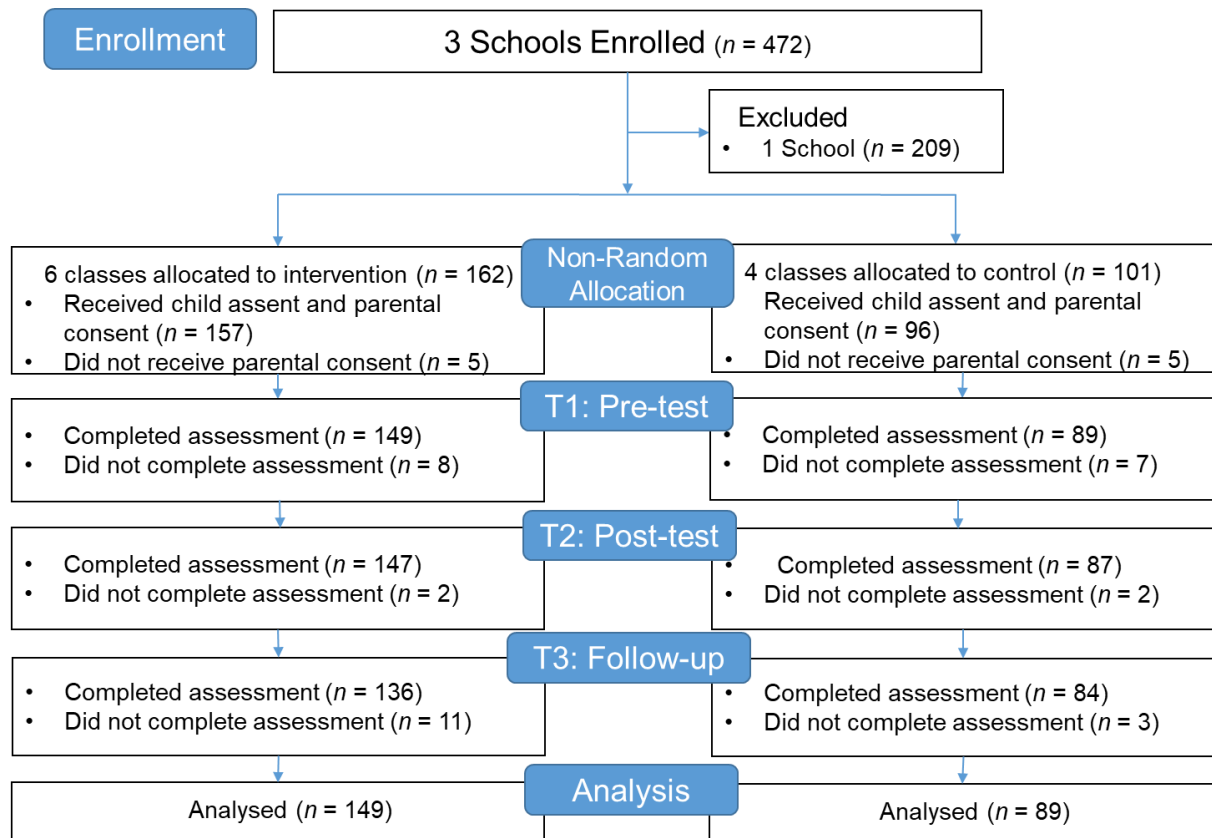 Enrollment
3 Schools Enrolled (n = 472)
Excluded
• 1 School (n = 209)
Non-Random
Allocation
6 classes allocated to intervention (n = 162)
• Received child assent and parental
consent (n = 157)
• Did not receive parental consent (n = 5)
4 classes allocated to control (n = 101)
Received child assent and parental
consent (n = 96)
• Did not receive parental consent (n = 5)
T1: Pre-test
• Completed assessment (n = 149)
• Did not complete assessment (n = 8)
• Completed assessment (n = 89)
• Did not complete assessment (n = 7)
T2: Post-test
• Completed assessment (n = 147)
• Did not complete assessment (n = 2)
• Completed assessment (n = 87)
• Did not complete assessment (n = 2)
T3: Follow-up
• Completed assessment (n = 136)
• Did not complete assessment (n = 11)
• Completed assessment (n = 84)
• Did not complete assessment (n = 3)
Analysis
Analysed (n = 149)
Analysed (n = 89)